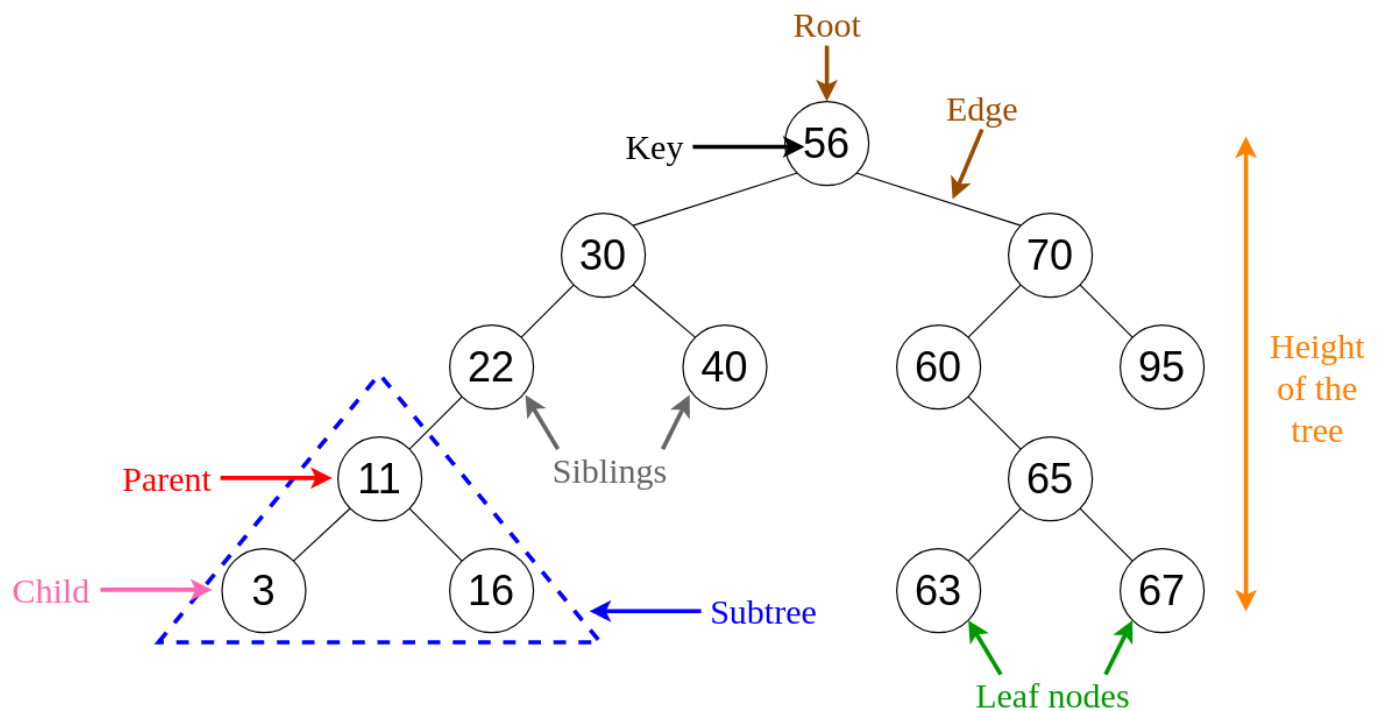 Root
Edge
Key
56
30
70
22
40
60
95
Height
of the
tree
Parent
11
Siblings
65
Child
3
16
Subtree
63
67
Leaf nodes